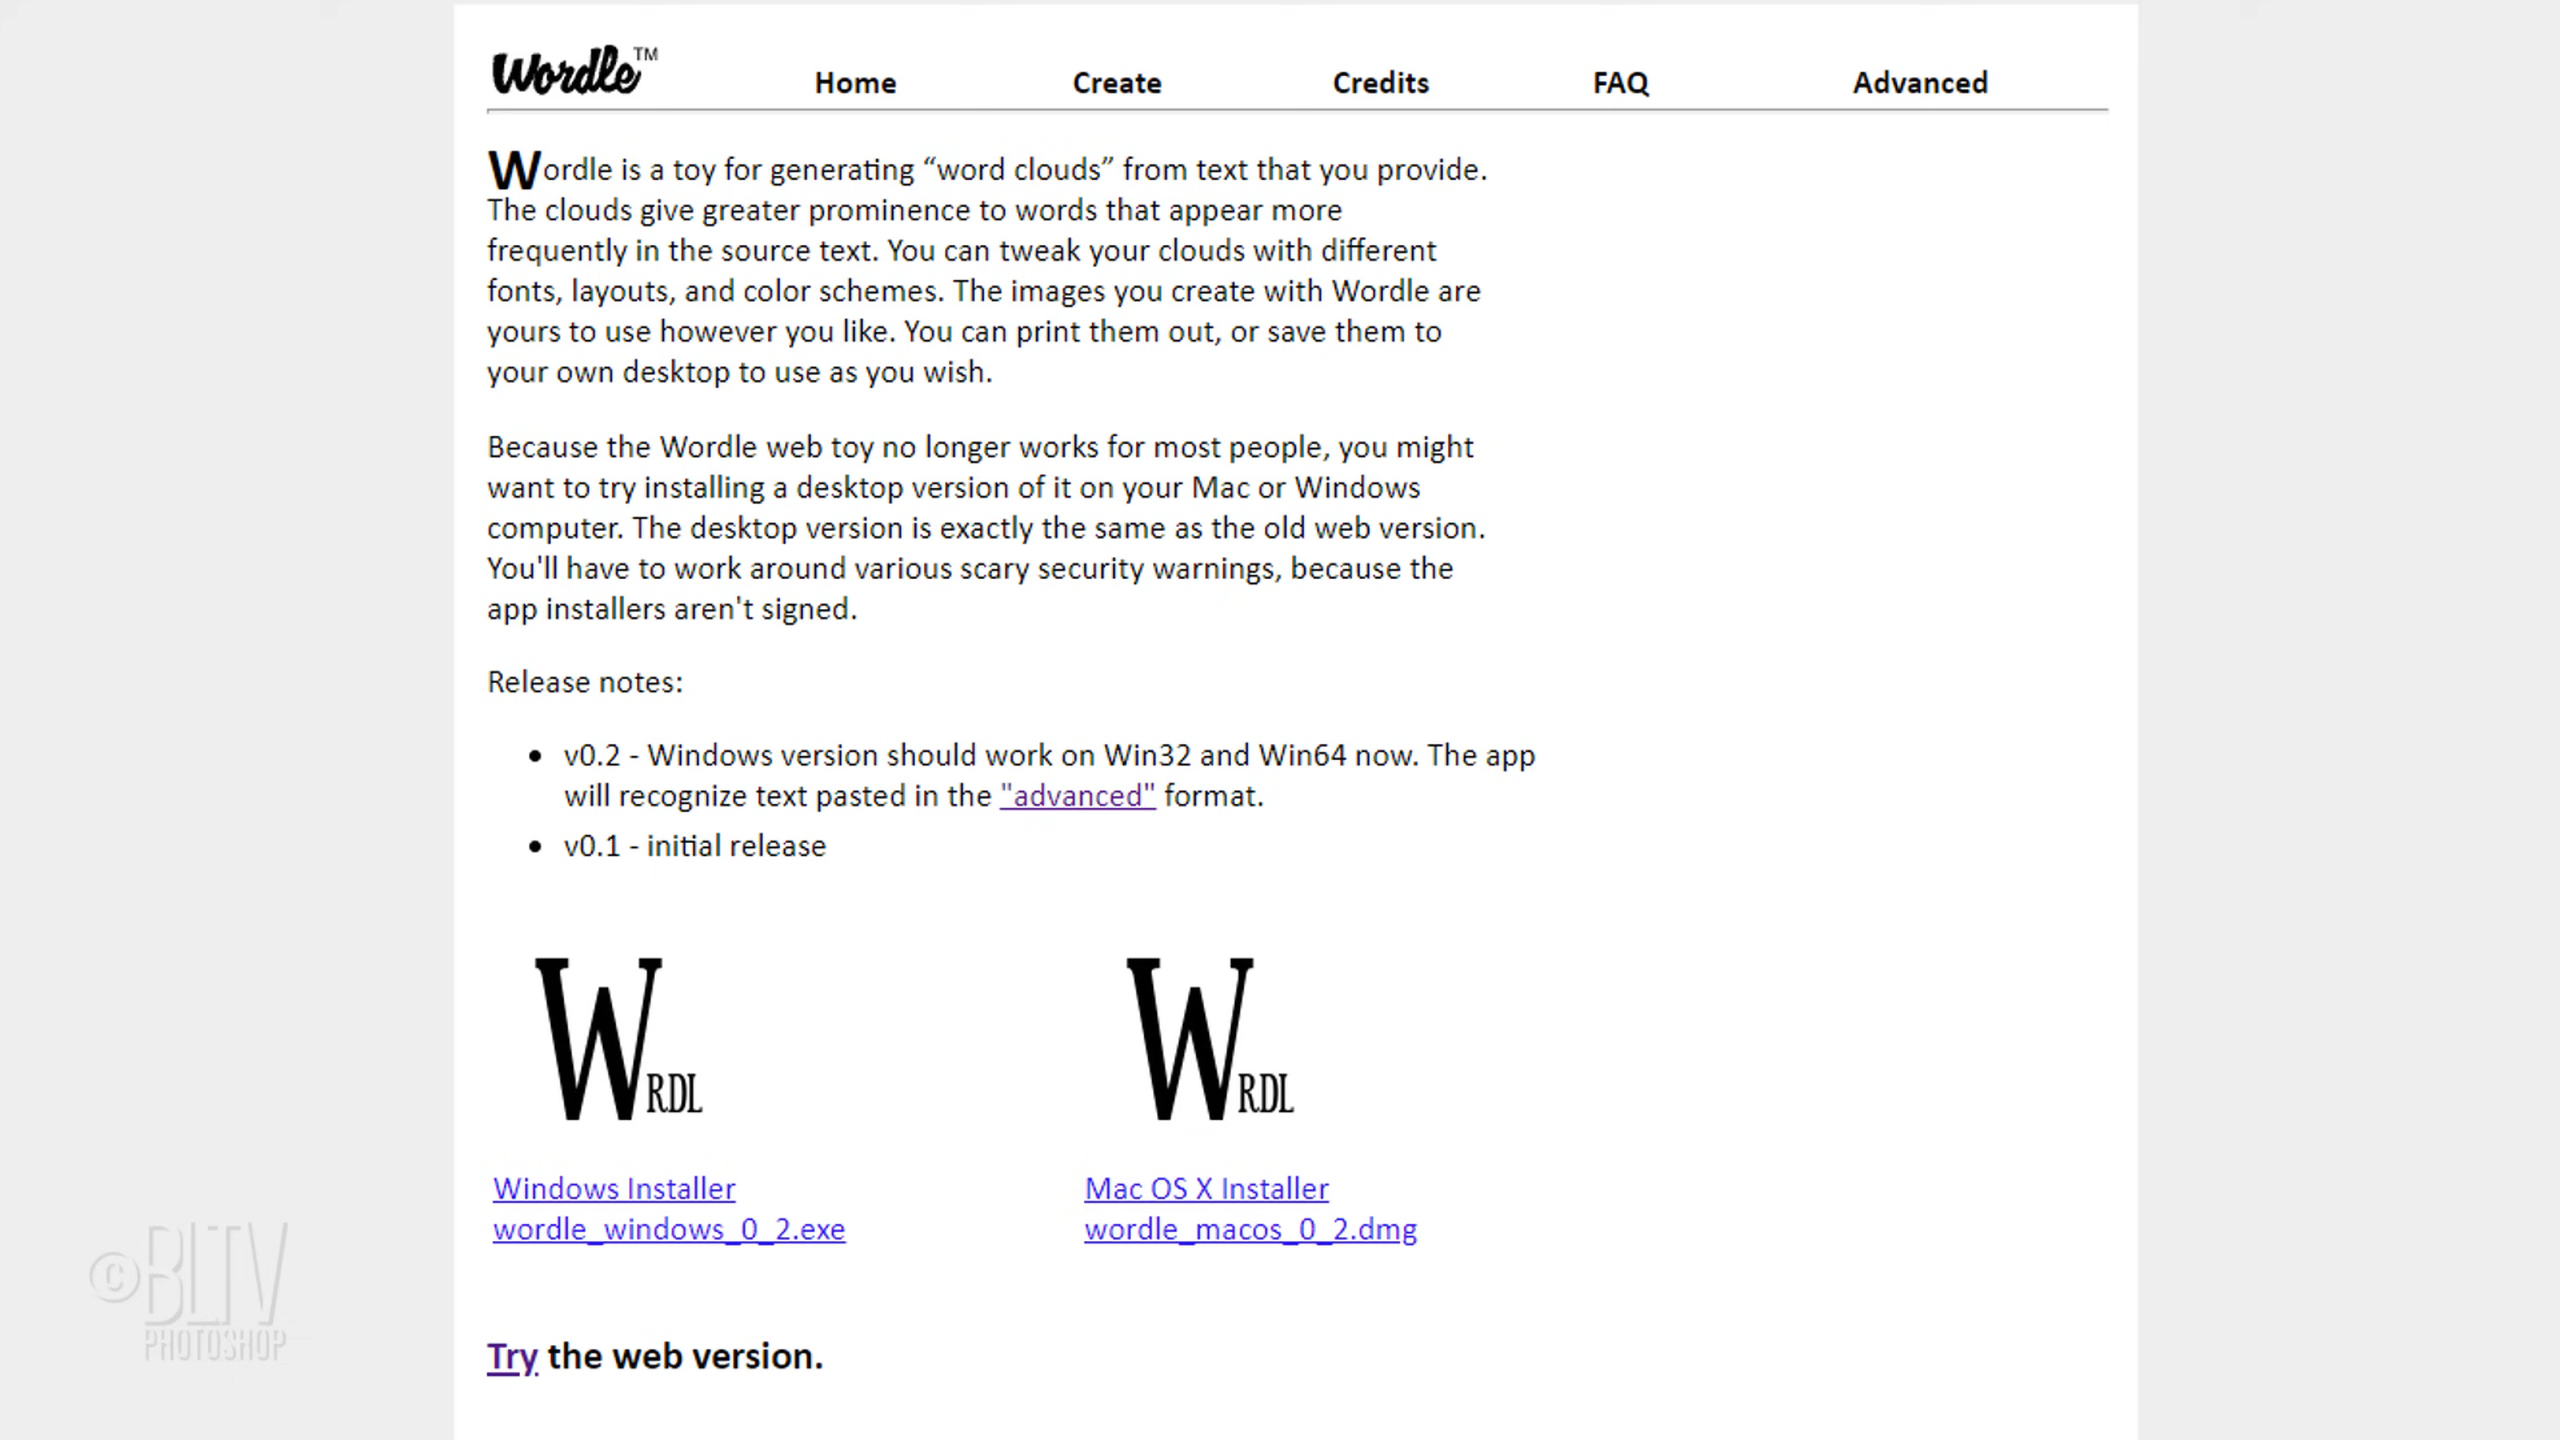 Wordle™
Home Create Credits FAQ Advanced
Wordle is a toy for generating “word clouds” from text that you provide.
The clouds give greater prominence to words that appear more
frequently in the source text. You can tweak your clouds with different
fonts, layouts, and color schemes. The images you create with Wordle are
yours to use however you like. You can print them out, or save them to
your own desktop to use as you wish.
Because the Wordle web toy no longer works for most people, you might
want to try installing a desktop version of it on your Mac or Windows
computer. The desktop version is exactly the same as the old web version.
You'll have to work around various scary security warnings, because the
app installers aren't signed.
Release notes:
• v0.2 - Windows version should work on Win32 and Win64 now. The app
will recognize text pasted in the "advanced" format.
• v0.1 - initial release
WRDL WRDL
Windows Installer Mac OS X Installer
wordle_windows_0_2.exe wordle_macos_0_2.dmg
©BLTV
PHOTOSHOP
Try the web version.